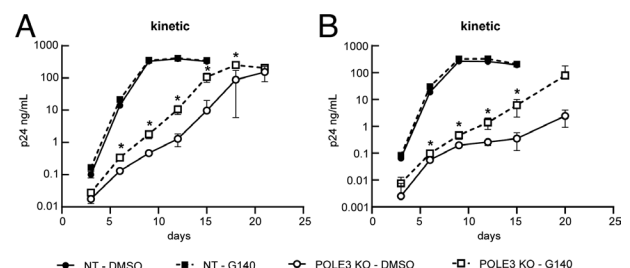 A
kinetic
p24 ng/mL
1000
100
10
1
0.1
0.01
0 5 10 15 20 25
days
* * * * * *
B
kinetic
p24 ng/mL
1000
100
10
1
0.1
0.01
0.001
0 5 10 15 20 25
days
* * * *
NT - DMSO NT - G140 POLE3 KO - DMSO POLE3 KO - G140